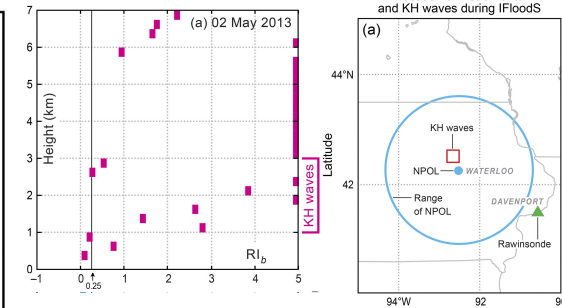 and KH waves during IFloodS
(a) 02 May 2013
7
6
5
4
3
2
1
0
Height (km)
KH waves
RIb
−1
0
0.25
1
2
3
4
5
(a)
44°N
42
Latitude
KH waves
NPOL
WATERLOO
DAVENPORT
Range
of NPOL
Rawinsonde
94°W
92